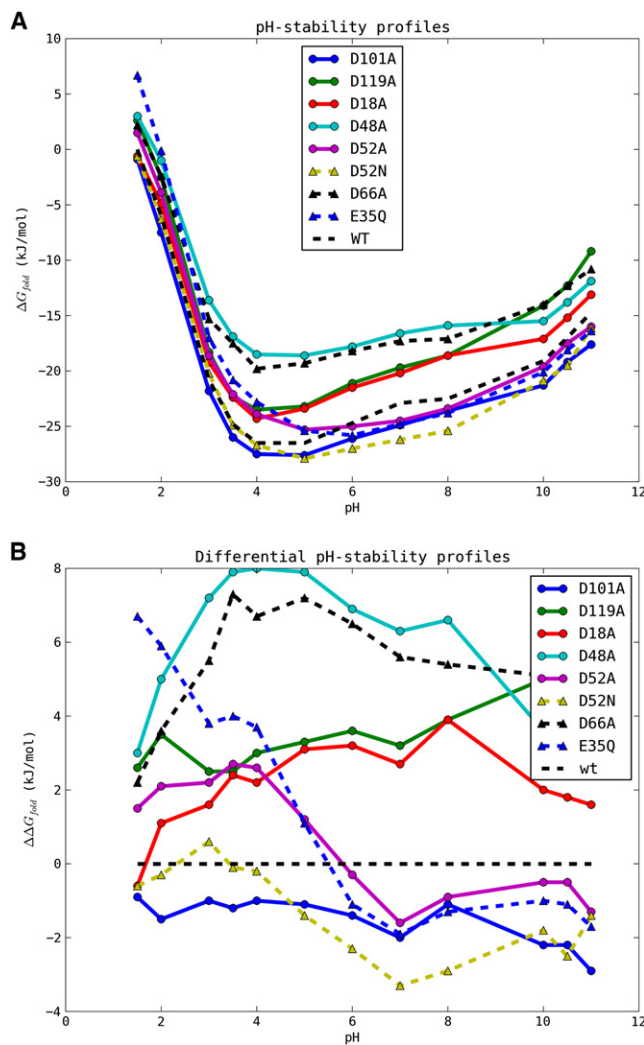 A
pH-stability profiles
10
5
0
−5
−10
−15
−20
−25
−30
ΔG_fold (kJ/mol)
D101A
D119A
D18A
D48A
D52A
D52N
D66A
E35Q
WT
0
2
4
6
8
10
12
pH
B
Differential pH-stability profiles
8
6
4
2
0
−2
−4
ΔΔG_fold (kJ/mol)
D101A
D119A
D18A
D48A
D52A
D52N
D66A
E35Q
wt
0
2
4
6
8
10
12
pH